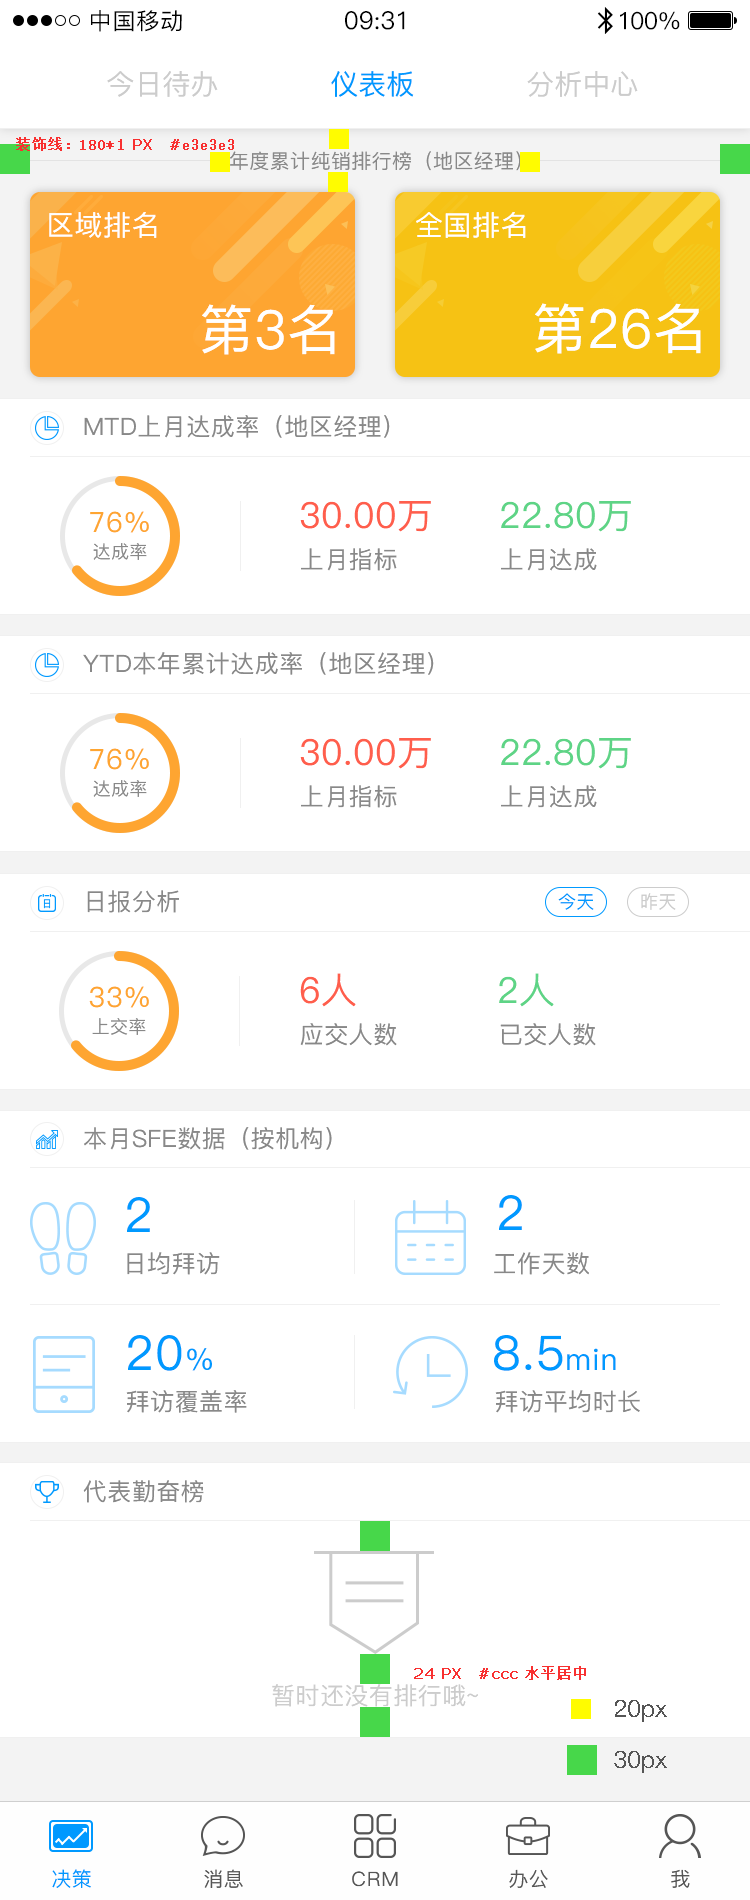 中国移动 09:31 100%
今日待办 仪表板 分析中心
装饰线：180*1 PX #e3e3e3
年度累计纯销排行榜（地区经理）
区域排名 全国排名
第3名 第26名
MTD上月达成率（地区经理）
76% 30.00万 22.80万
达成率 上月指标 上月达成
YTD本年累计达成率（地区经理）
76% 30.00万 22.80万
达成率 上月指标 上月达成
日报分析 今天 昨天
33% 6人 2人
上交率 应交人数 已交人数
本月SFE数据（按机构）
2 2
日均拜访 工作天数
20% 8.5min
拜访覆盖率 拜访平均时长
代表勤奋榜
24 PX #ccc 水平居中
暂时还没有排行哦~
20px
30px
决策 消息 CRM 办公 我